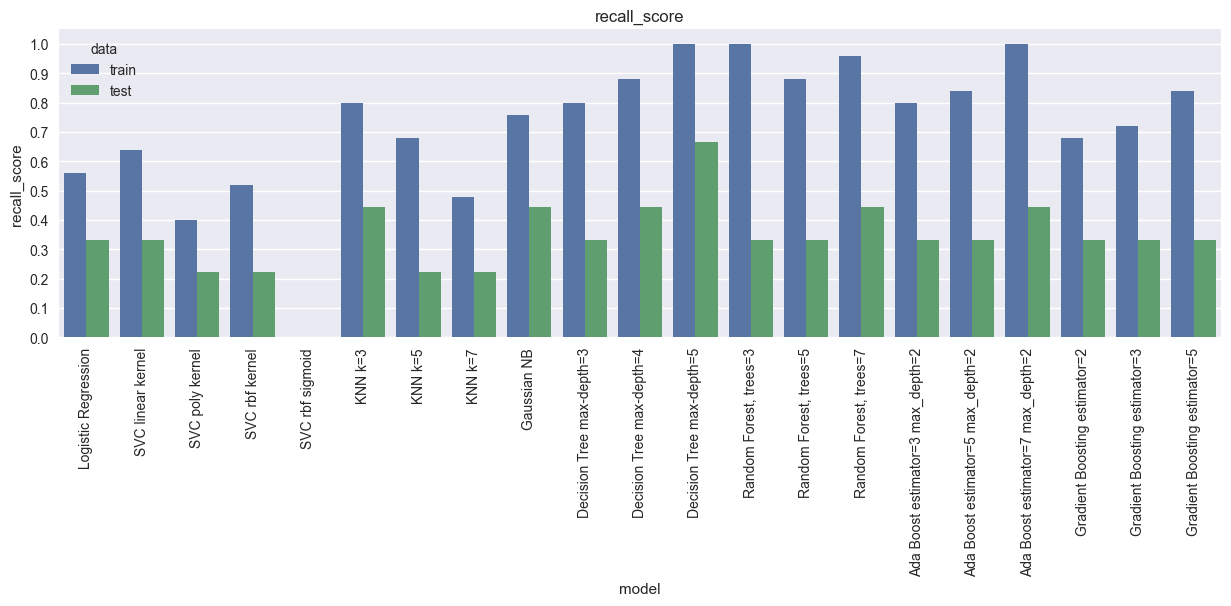 recall_score
data
train
test
recall_score
1.0
0.9
0.8
0.7
0.6
0.5
0.4
0.3
0.2
0.1
0.0
Logistic Regression
SVC linear kernel
SVC poly kernel
SVC rbf kernel
SVC rbf sigmoid
KNN k=3
KNN k=5
KNN k=7
Gaussian NB
Decision Tree max-depth=3
Decision Tree max-depth=4
Decision Tree max-depth=5
Random Forest, trees=3
Random Forest, trees=5
Random Forest, trees=7
Ada Boost estimator=3 max_depth=2
Ada Boost estimator=5 max_depth=2
Ada Boost estimator=7 max_depth=2
Gradient Boosting estimator=2
Gradient Boosting estimator=3
Gradient Boosting estimator=5
model